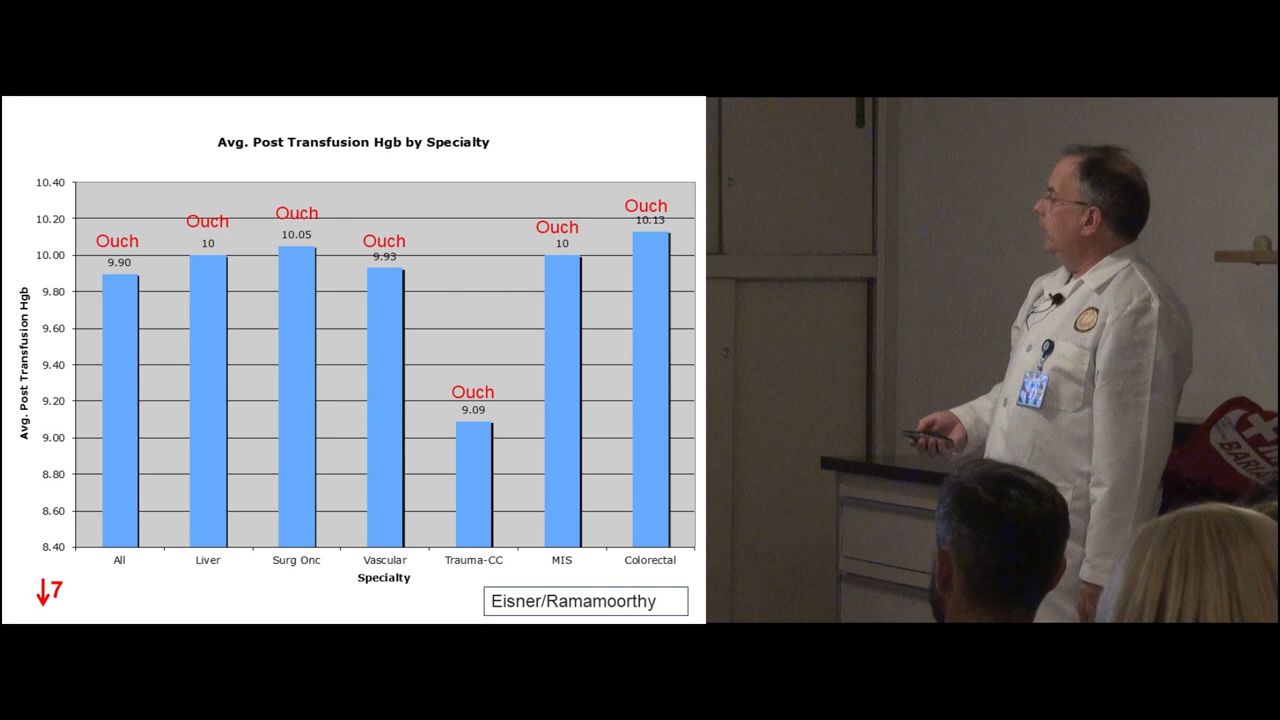 Avg. Post Transfusion Hgb by Specialty
Avg. Post Transfusion Hgb
10.40
10.20
10.00
9.80
9.60
9.40
9.20
9.00
8.80
8.60
8.40
Ouch
9.90
Ouch
10
Ouch
10.05
Ouch
9.93
Ouch
9.09
Ouch
10
Ouch
10.13
All Liver Surg Onc Vascular Trauma-CC MIS Colorectal
Specialty
↓7
Eisner/Ramamoorthy
BARIA